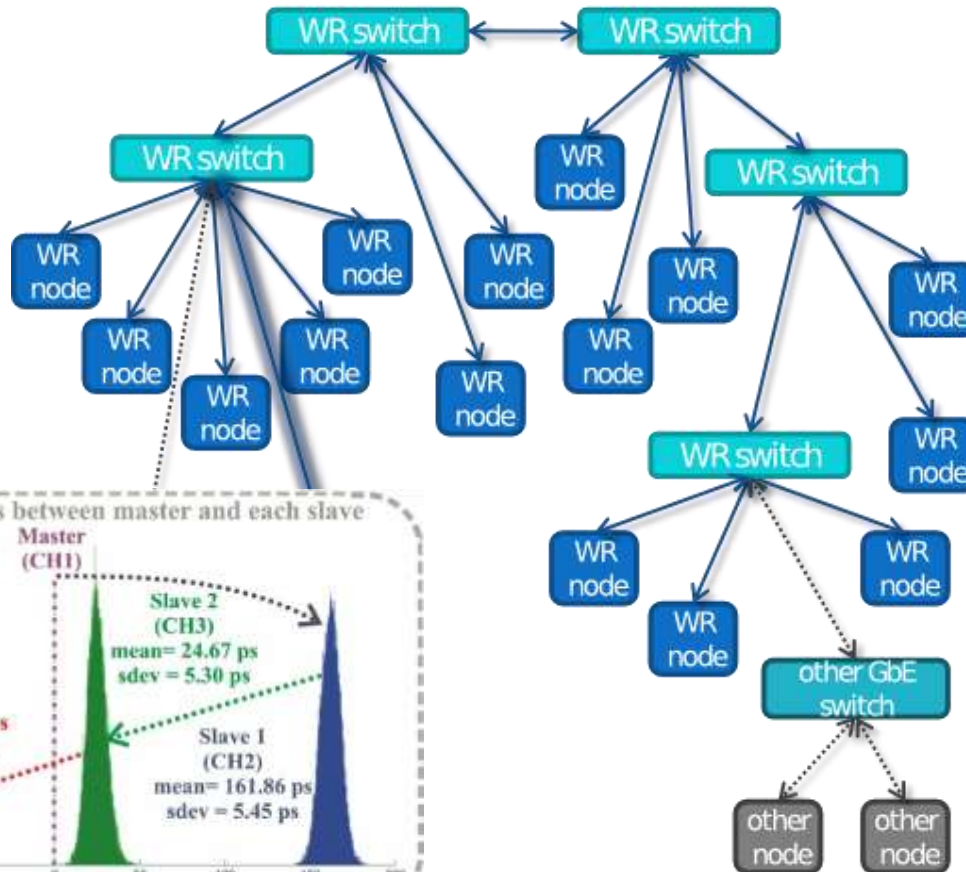 WR switch
WR switch
WR switch
WR
node
WR switch
WR
node
WR
node
WR
node
WR
node
WR
node
WR
node
WR
node
WR
node
WR
node
WR
node
WR
node
WR
node
WR switch
s between master and each slave
Master
(CH1)
Slave 2
(CH3)
mean= 24.67 ps
sdev = 5.30 ps
s
Slave 1
(CH2)
mean= 161.86 ps
sdev = 5.45 ps
WR
node
WR
node
WR
node
other GbE
switch
other
node
other
node